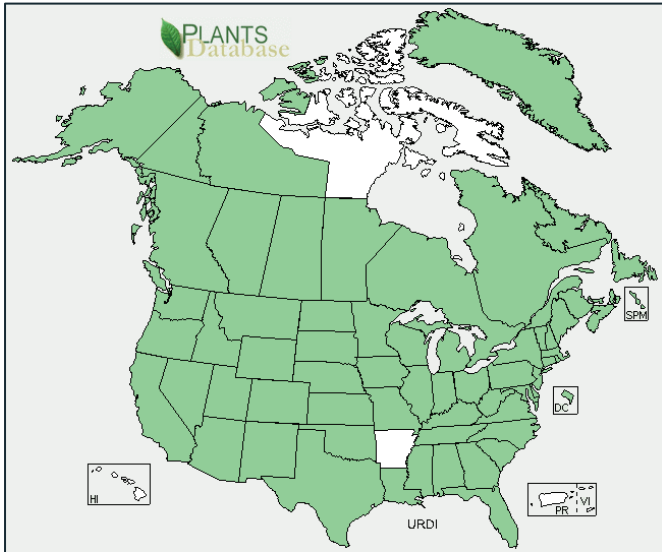 PLANTS
Database
SPM
DC
HI
PR
VI
URDI